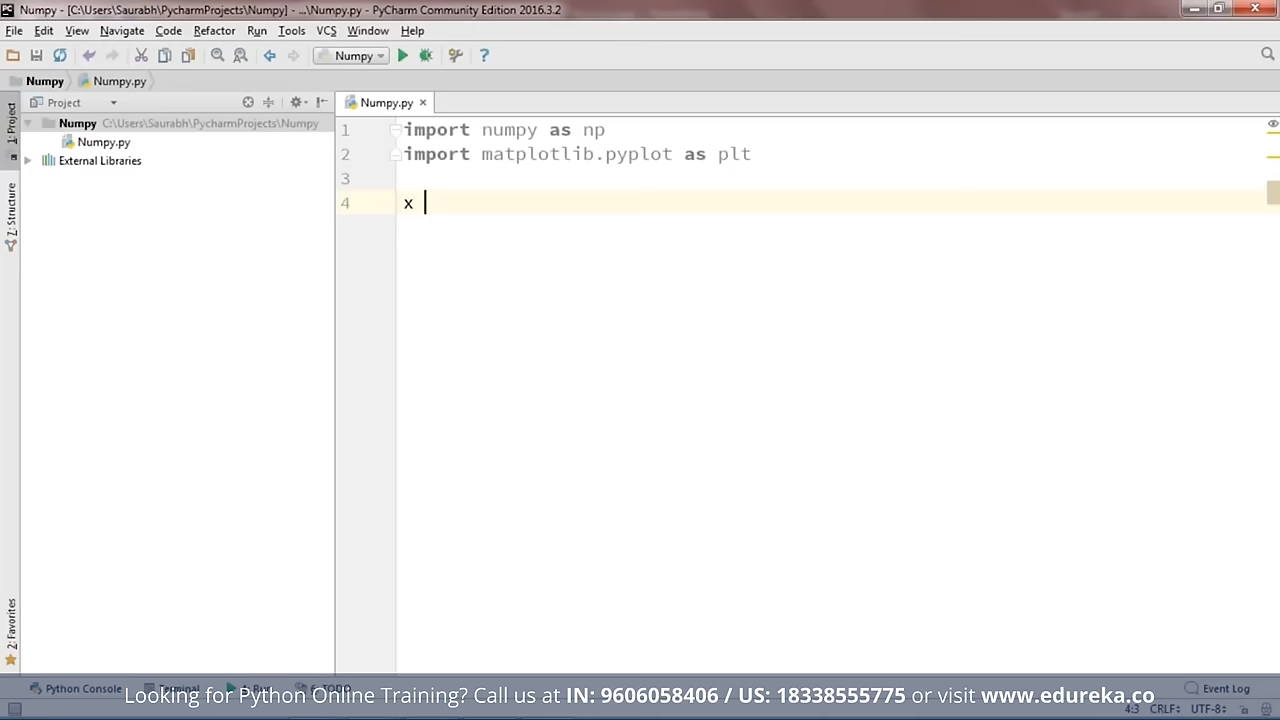 Numpy - [C:\Users\Saurabh\PycharmProjects\Numpy] - ...\Numpy.py - PyCharm Community Edition 2016.3.2
File Edit View Navigate Code Refactor Run Tools VCS Window Help
Numpy
Numpy Numpy.py
1: Project
Project
Numpy.py
Numpy C:\Users\Saurabh\PycharmProjects\Numpy
Numpy.py
External Libraries
Z: Structure
2: Favorites
1 import numpy as np
2 import matplotlib.pyplot as plt
3
4 x
Python Console Terminal Event Log
Looking for Python Online Training? Call us at IN: 9606058406 / US: 18338555775 or visit www.edureka.co
4:3 CRLF UTF-8